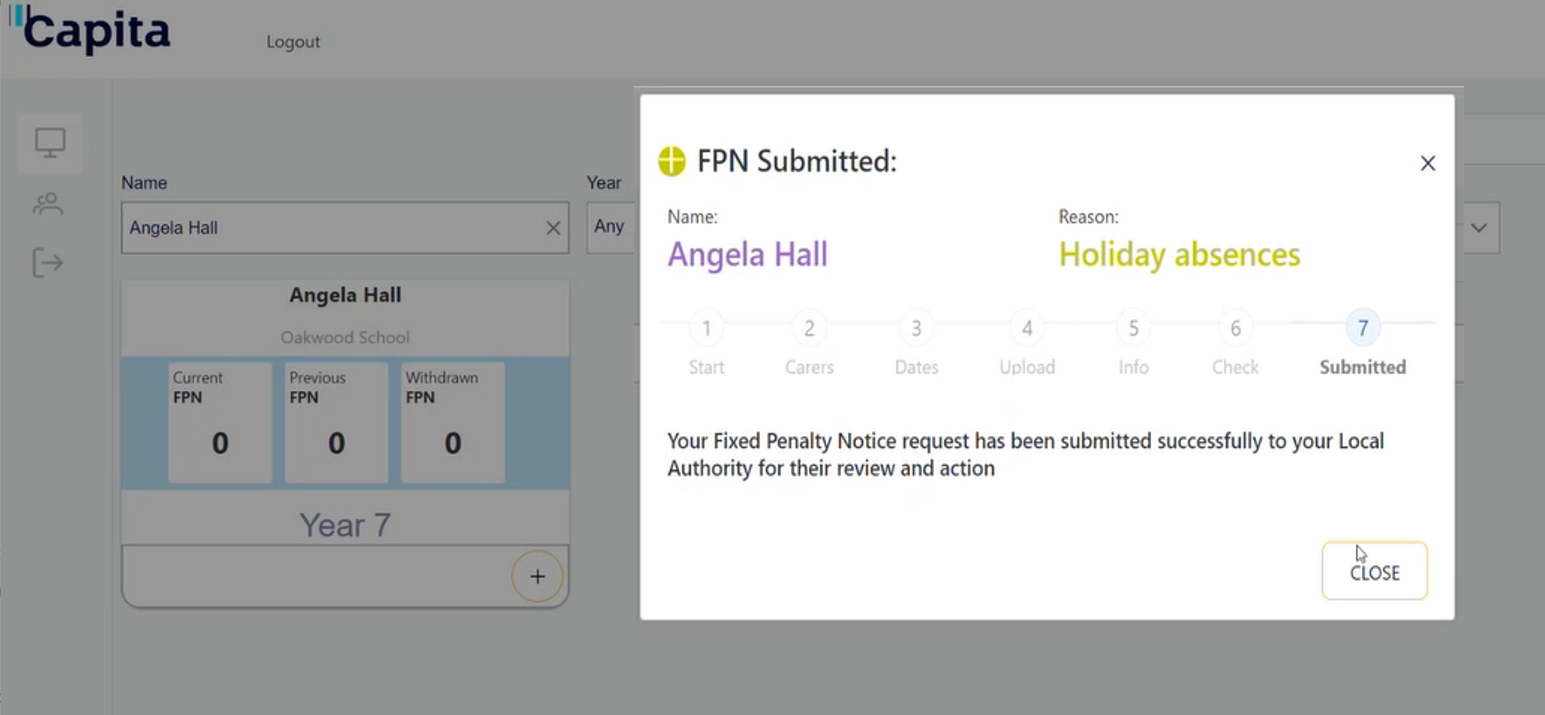 Capita
Logout
Name
Year
Angela Hall
Any
Angela Hall
Oakwood School
Current
FPN
0
Previous
FPN
0
Withdrawn
FPN
0
Year 7
+
FPN Submitted:
Name:
Angela Hall
Reason:
Holiday absences
1 2 3 4 5 6 7
Start Carers Dates Upload Info Check Submitted
Your Fixed Penalty Notice request has been submitted successfully to your Local
Authority for their review and action
CLOSE